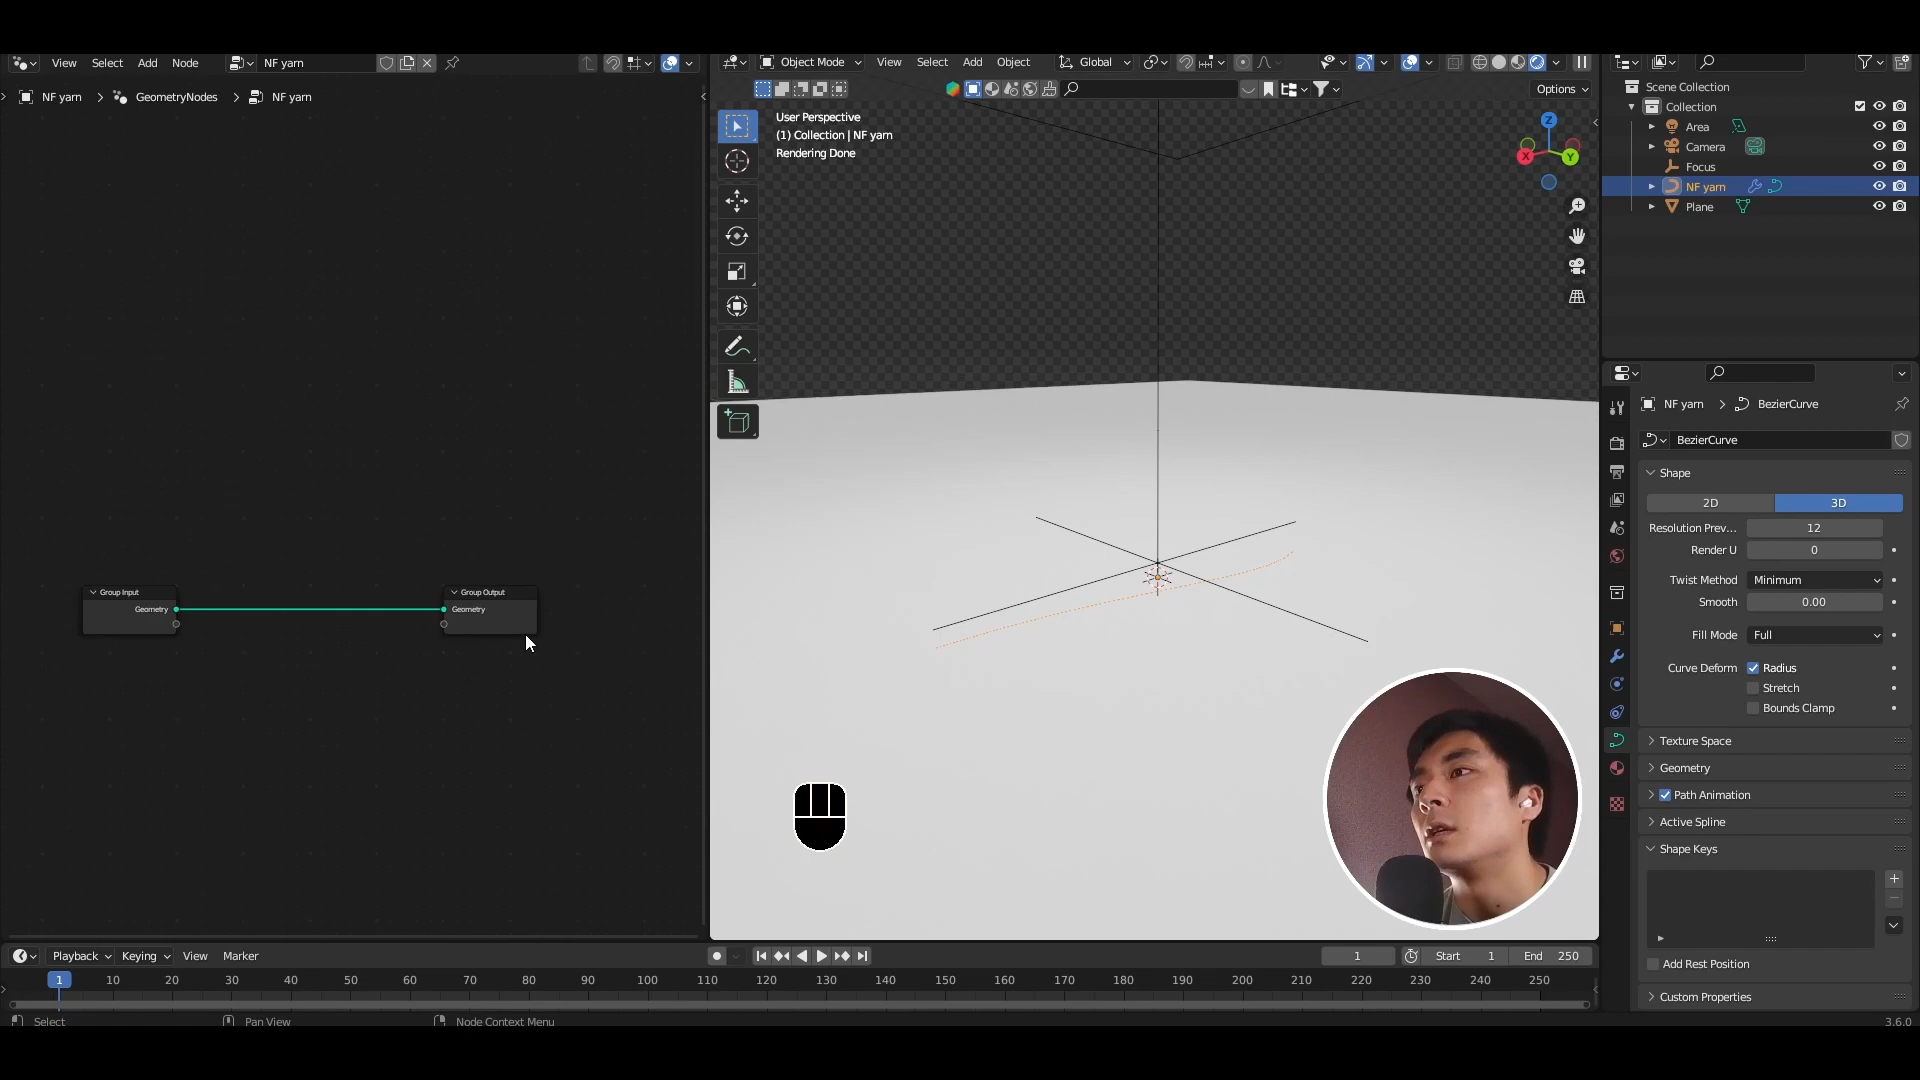 View Select Add Node NF yarn
NF yarn GeometryNodes NF yarn
Group Input
Geometry
Group Output
Geometry
Object Mode View Select Add Object Global
Options
User Perspective
(1) Collection | NF yarn
Rendering Done
Z
X
Y
Scene Collection
Collection
Area
Camera
Focus
NF yarn
Plane
NF yarn BezierCurve
BezierCurve
Shape
2D 3D
Resolution Prev... 12
Render U 0
Twist Method Minimum
Smooth 0.00
Fill Mode Full
Curve Deform Radius
Stretch
Bounds Clamp
Texture Space
Geometry
Path Animation
Active Spline
Shape Keys
Add Rest Position
Custom Properties
Playback Keying View Marker
1 Start 1 End 250
1 10 20 30 40 50 60 70 80 90 100 110 120 130 140 150 160 170 180 190 200 210 220 230 240 250
Select Pan View Node Context Menu 3.6.0